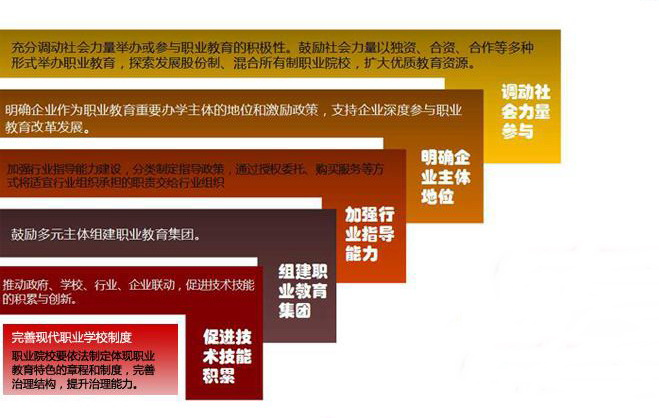 充分调动社会力量举办或参与职业教育的积极性。鼓励社会力量以独资、合资、合作等多种
形式举办职业教育，探索发展股份制、混合所有制职业院校，扩大优质教育资源。
调动社
会力量
参与
明确企业作为职业教育重要办学主体的地位和激励政策，支持企业深度参与职业
教育改革发展。
明确企
业主体
地位
加强行业指导能力建设，分类制定指导政策，通过授权委托、购买服务等方
式将适宜行业组织承担的职责交给行业组织
加强行
业指导
能力
鼓励多元主体组建职业教育集团。
组建职
业教育
集团
推动政府、学校、行业、企业联动，促进技术技能
的积累与创新。
促进技
术技能
积累
完善现代职业学校制度
职业院校要依法制定体现职业
教育特色的章程和制度，完善
治理结构，提升治理能力。